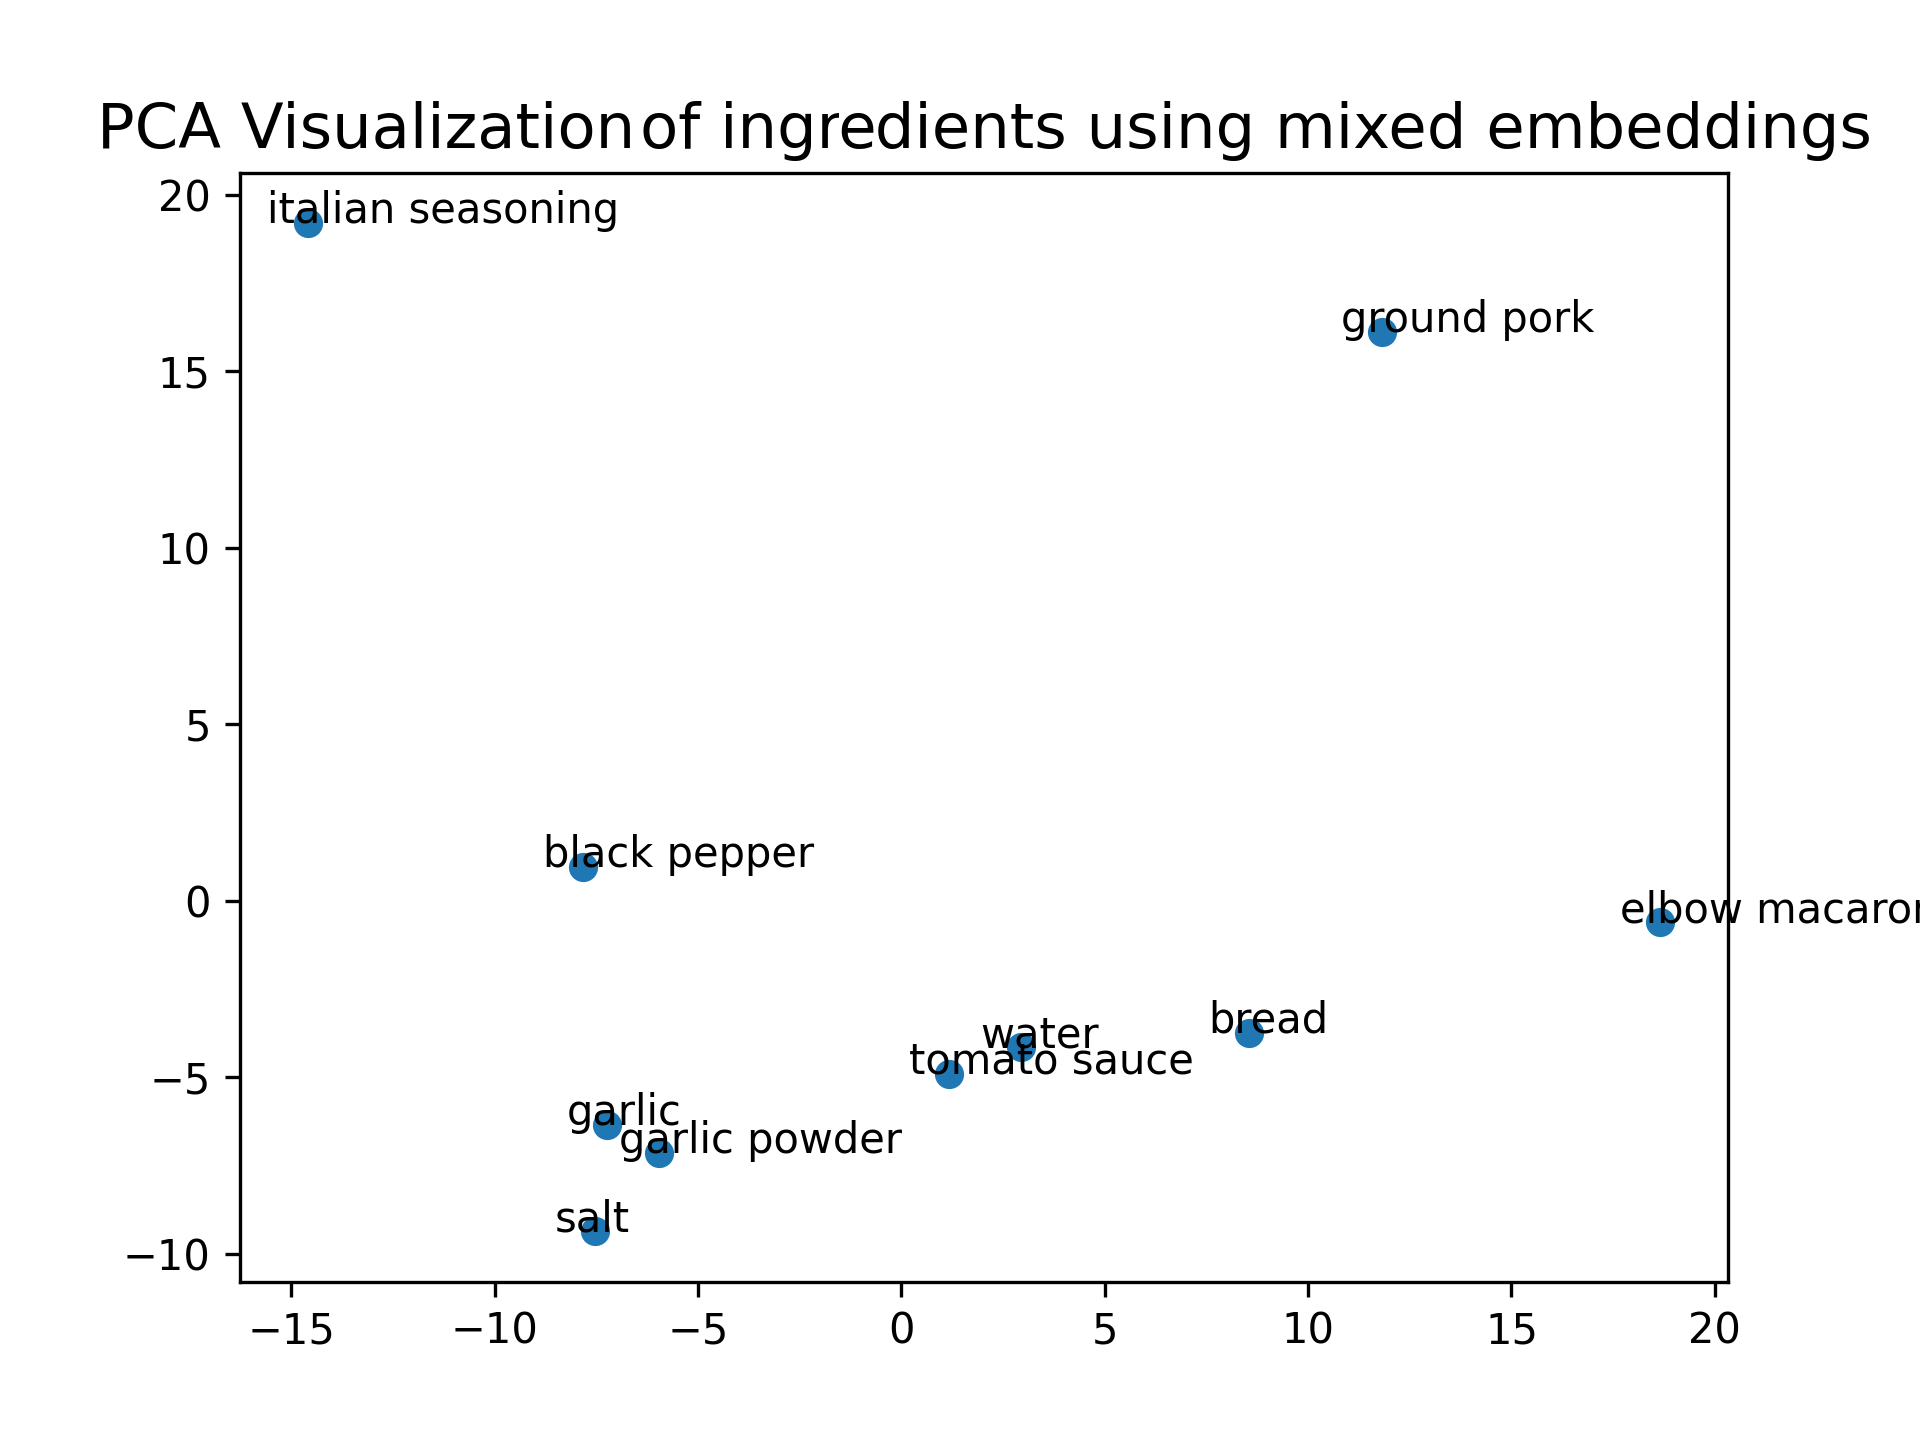 PCA Visualization of ingredients using mixed embeddings
20
italian seasoning
ground pork
15
10
5
black pepper
0
elbow macaron
water
bread
tomato sauce
−5
garlic
garlic powder
salt
−10
−15 −10 −5 0 5 10 15 20